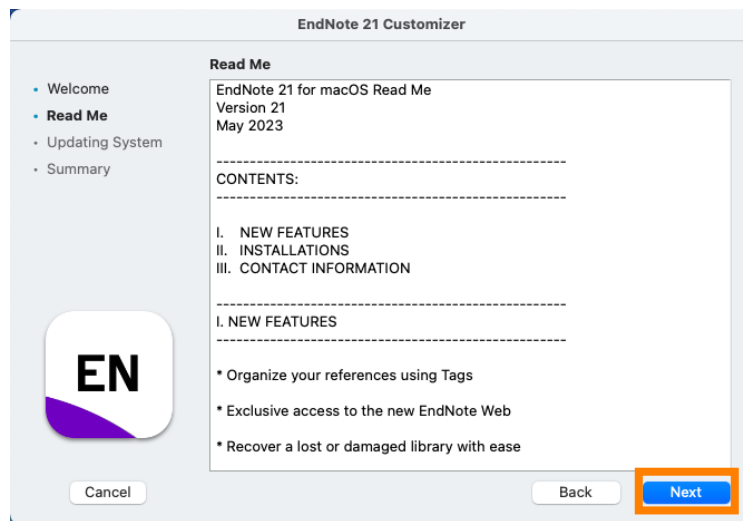 EndNote 21 Customizer
Read Me
Welcome
Read Me
Updating System
Summary
EndNote 21 for macOS Read Me
Version 21
May 2023
----------------------------------------------------
CONTENTS:
----------------------------------------------------
I. NEW FEATURES
II. INSTALLATIONS
III. CONTACT INFORMATION
----------------------------------------------------
I. NEW FEATURES
----------------------------------------------------
* Organize your references using Tags
* Exclusive access to the new EndNote Web
* Recover a lost or damaged library with ease
EN
Cancel
Back
Next